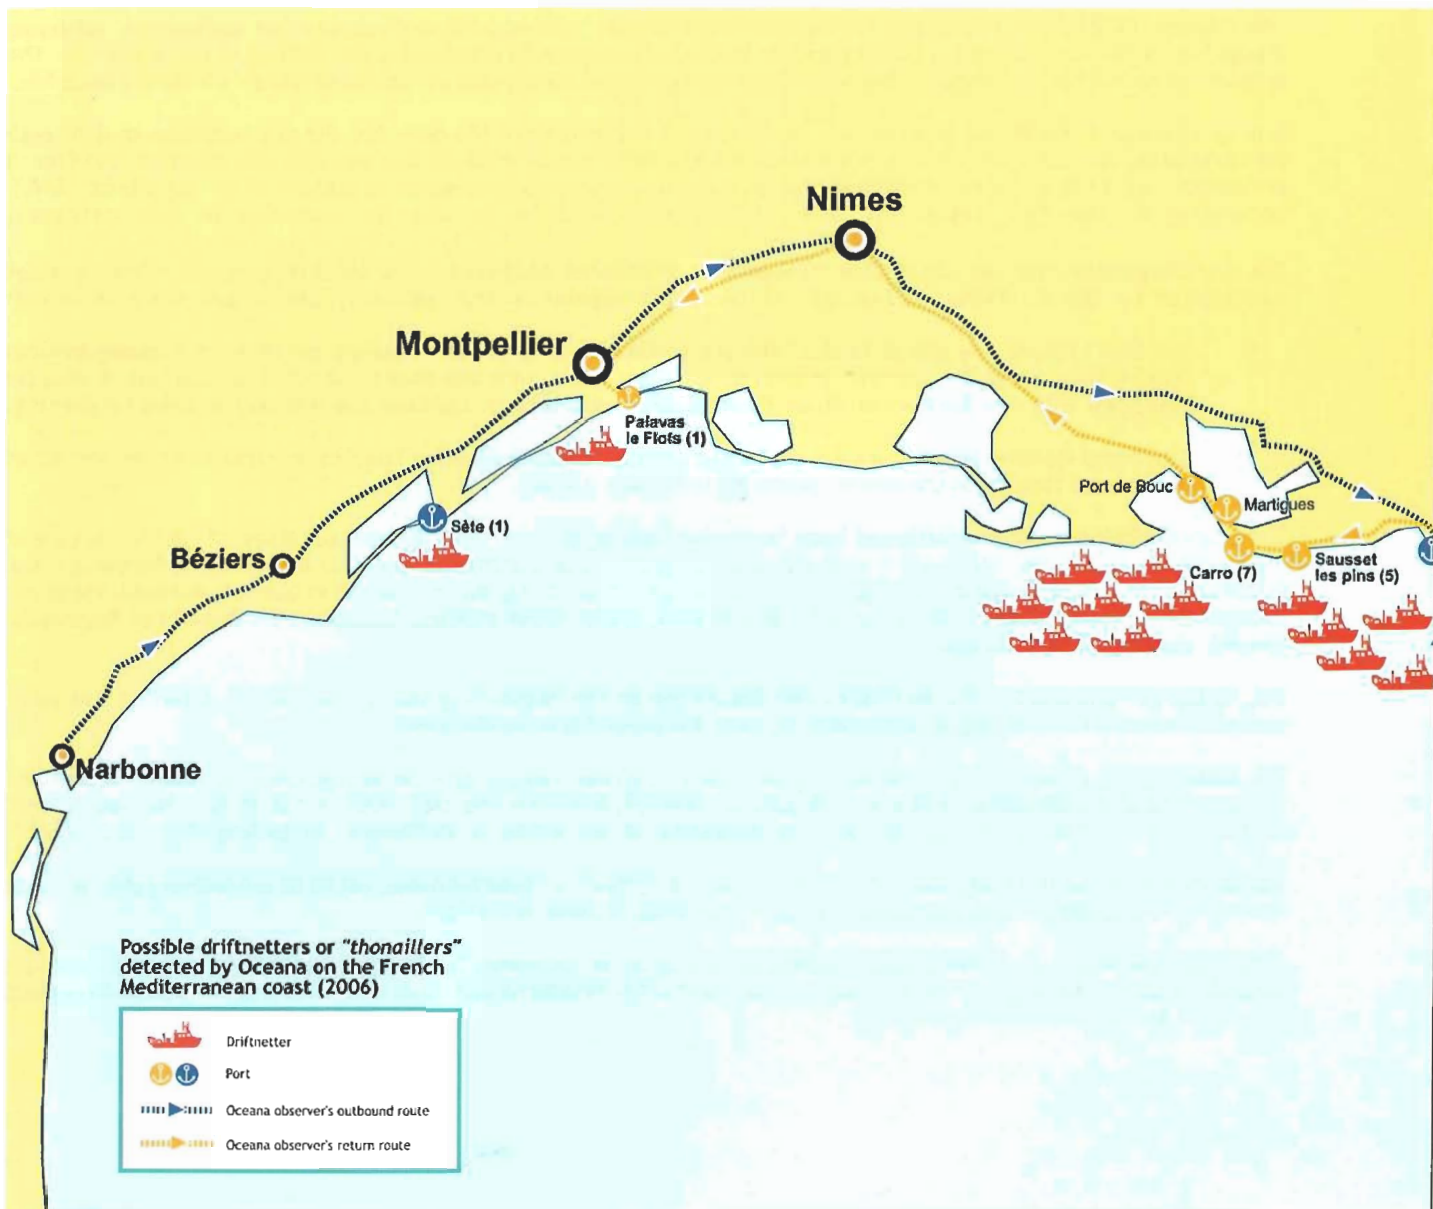 Nimes
Montpellier
Palavas
le Flots (1)
Port de Bouc
Martigues
Sète (1)
Béziers
Carro (7)
Sausset
les pins (5)
Narbonne
Possible driftnetters or "thonaillers"
detected by Oceana on the French
Mediterranean coast (2006)
Driftnetter
Port
Oceana observer's outbound route
Oceana observer's return route